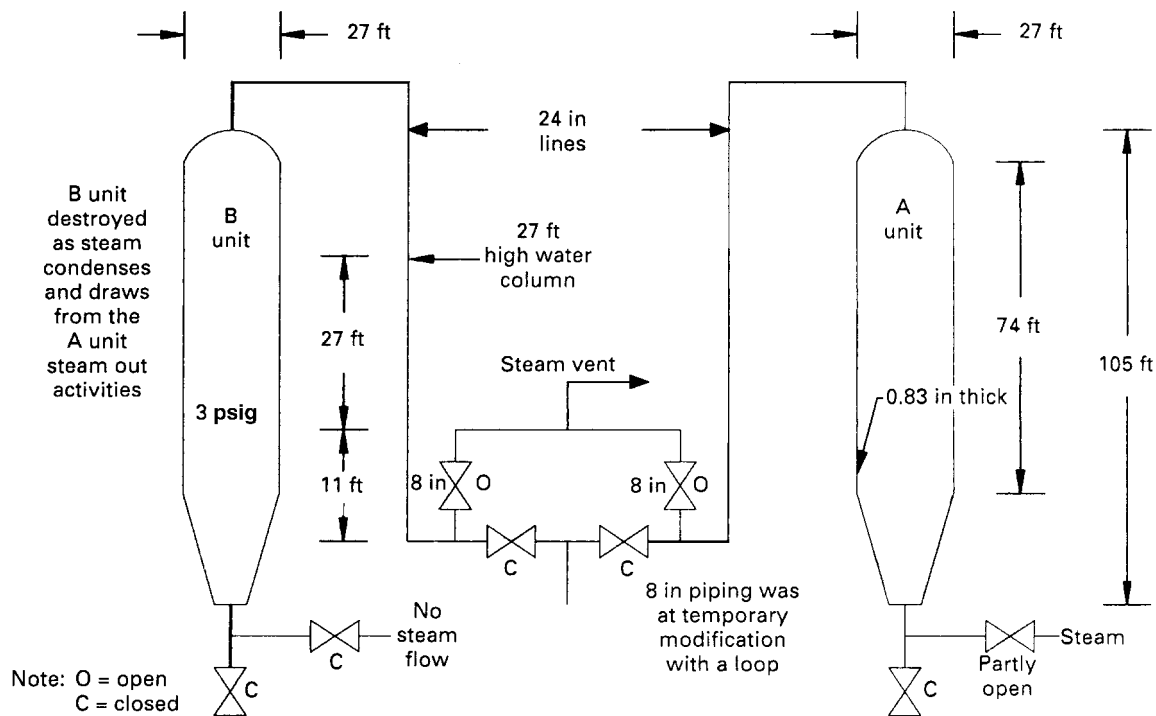 27 ft
27 ft
24 in
lines
B unit
destroyed
as steam
condenses
and draws
from the
A unit
steam out
activities
B
unit
3 psig
27 ft
high water
column
27 ft
11 ft
Steam vent
8 in
O
8 in
O
C
C
A
unit
0.83 in thick
74 ft
105 ft
8 in piping was
at temporary
modification
with a loop
No
steam
flow
C
C
Steam
Partly
open
C
Note: O = open
C = closed